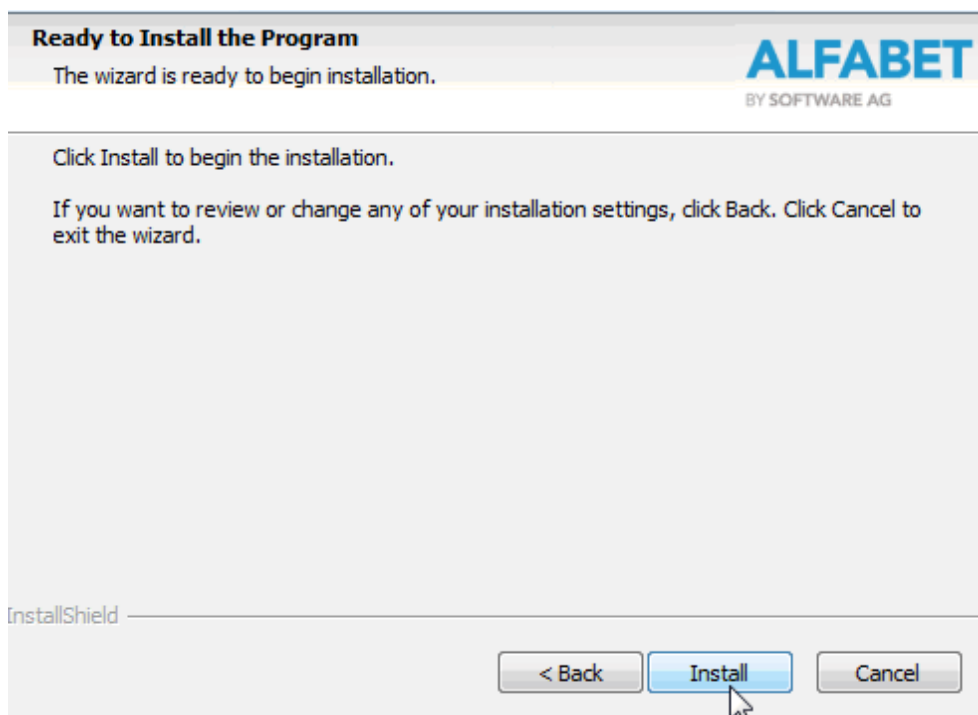 Ready to Install the Program
The wizard is ready to begin installation.
ALFABET
BY SOFTWARE AG
Click Install to begin the installation.
If you want to review or change any of your installation settings, click Back. Click Cancel to
exit the wizard.
InstallShield
< Back
Install
Cancel